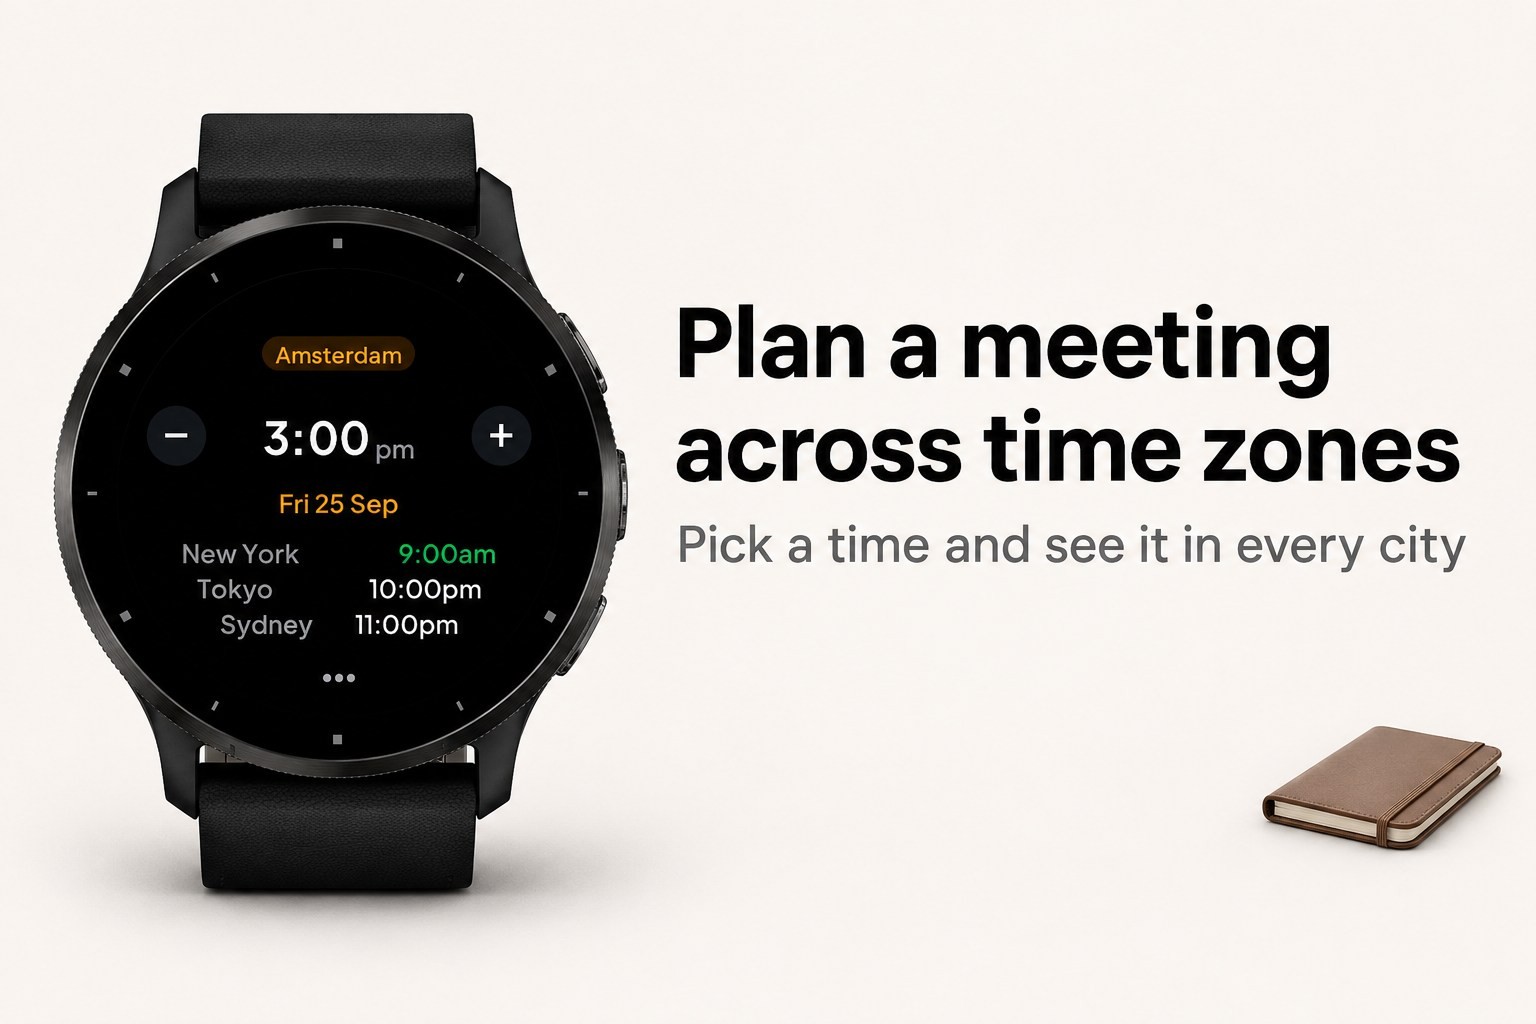 Amsterdam
− 3:00 pm +
Fri 25 Sep
New York 9:00am
Tokyo 10:00pm
Sydney 11:00pm
Plan a meeting
across time zones
Pick a time and see it in every city